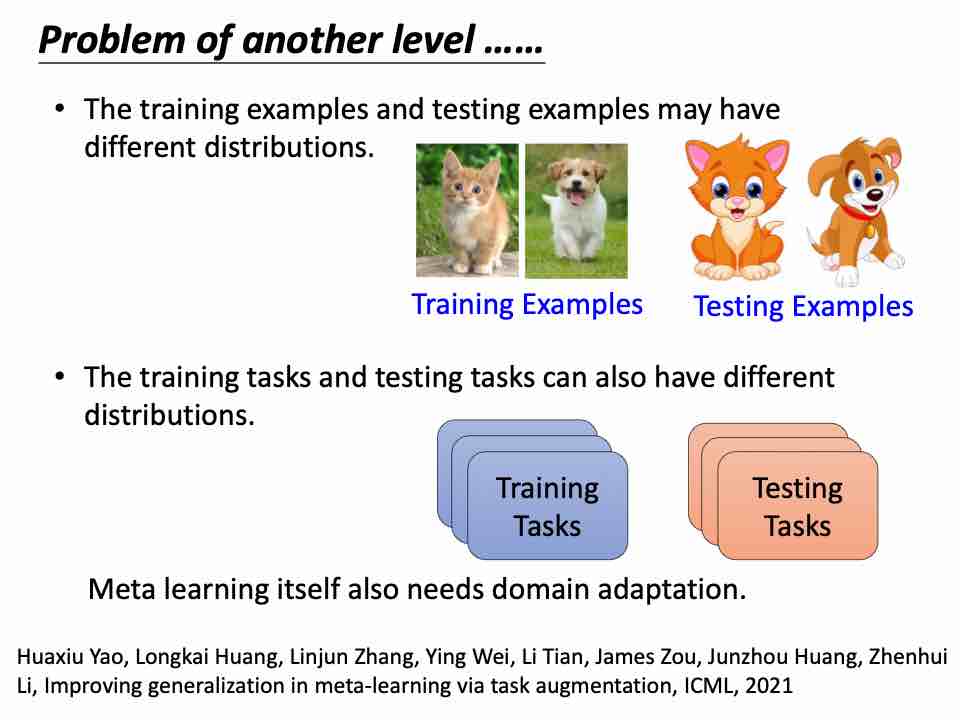 Problem of another level ……
• The training examples and testing examples may have
different distributions.
Training Examples
Testing Examples
• The training tasks and testing tasks can also have different
distributions.
Training
Tasks
Testing
Tasks
Meta learning itself also needs domain adaptation.
Huaxiu Yao, Longkai Huang, Linjun Zhang, Ying Wei, Li Tian, James Zou, Junzhou Huang, Zhenhui
Li, Improving generalization in meta-learning via task augmentation, ICML, 2021